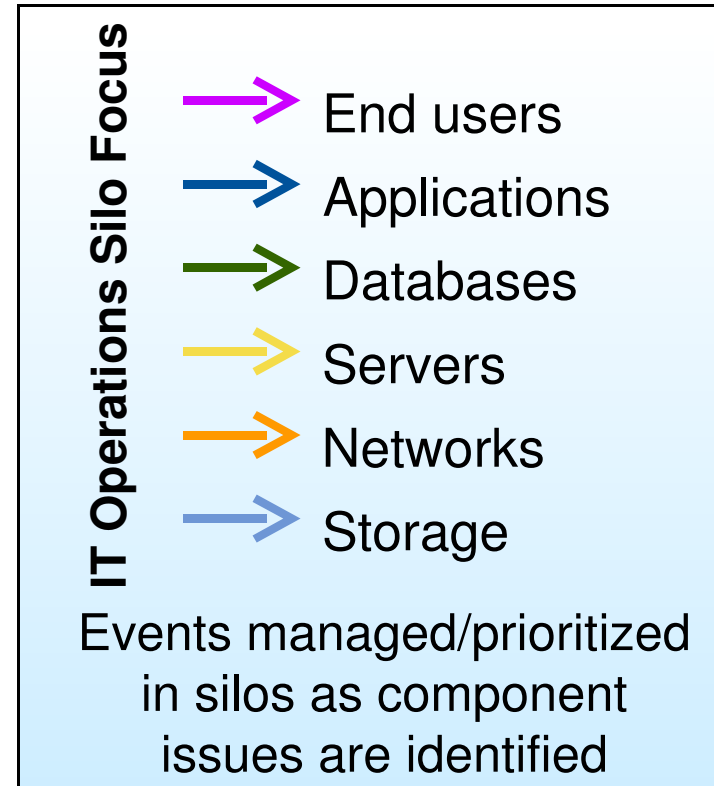 IT Operations Silo Focus
End users
Applications
Databases
Servers
Networks
Storage
Events managed/prioritized
in silos as component
issues are identified